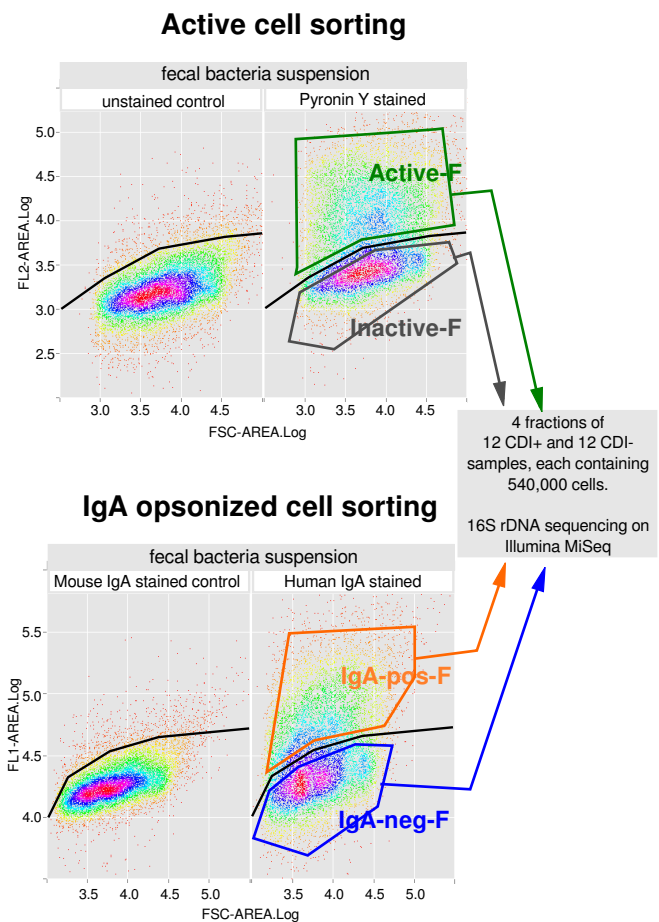 Active cell sorting
fecal bacteria suspension
unstained control
Pyronin Y stained
5.0
4.5
4.0
3.5
3.0
2.5
FL2-AREA.Log
Active-F
Inactive-F
3.0
3.5
4.0
4.5
3.0
3.5
4.0
4.5
FSC-AREA.Log
4 fractions of
12 CDI+ and 12 CDI-
samples, each containing
540,000 cells.
16S rDNA sequencing on
Illumina MiSeq
IgA opsonized cell sorting
fecal bacteria suspension
Mouse IgA stained control
Human IgA stained
5.5
5.0
4.5
4.0
FL1-AREA.Log
IgA-pos-F
IgA-neg-F
3.5
4.0
4.5
5.0
3.5
4.0
4.5
5.0
FSC-AREA.Log